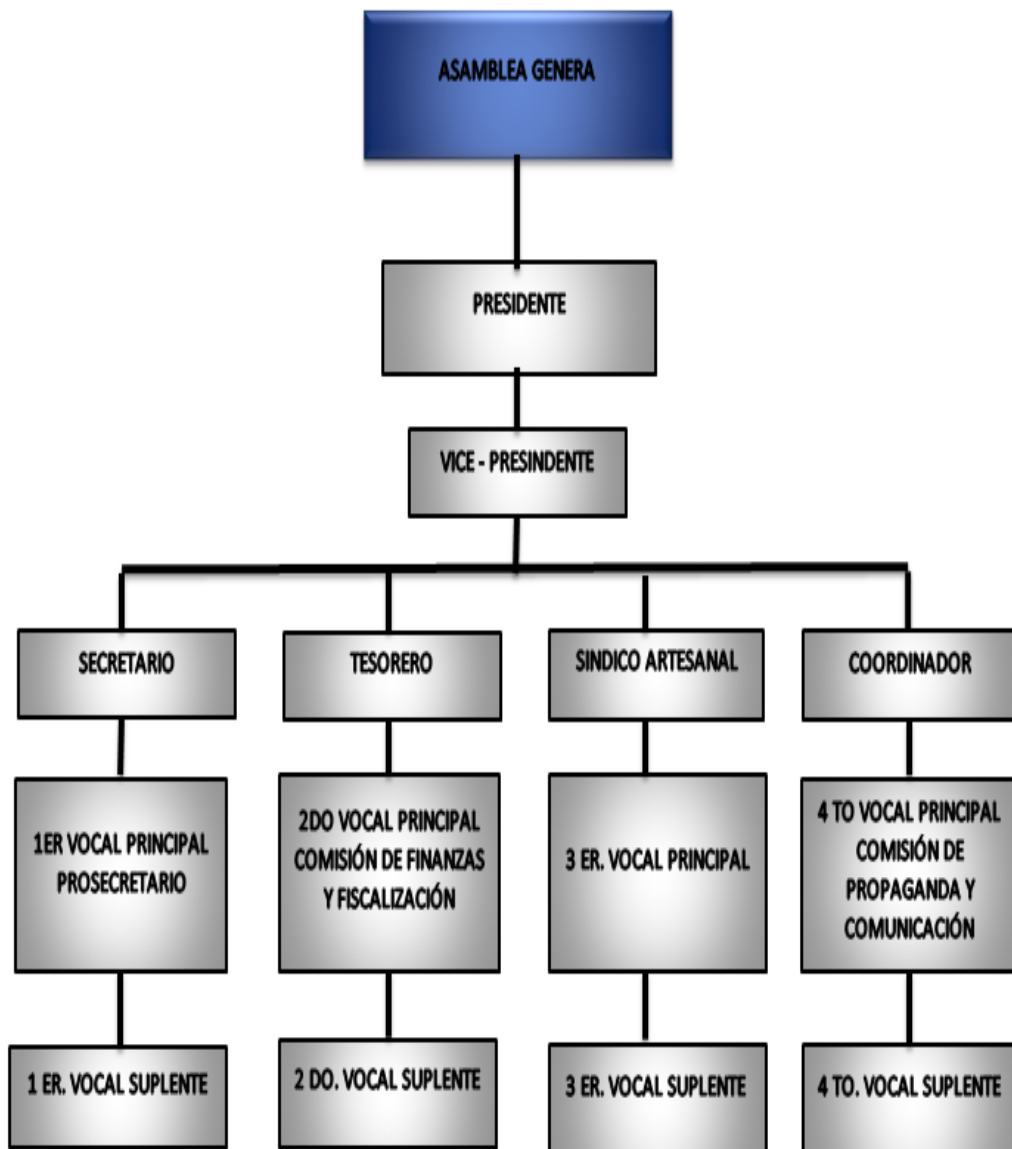 ASAMBLEA GENERA
PRESIDENTE
VICE - PRESINDENTE
SECRETARIO
TESORERO
SINDICO ARTESANAL
COORDINADOR
1ER VOCAL PRINCIPAL
PROSECRETARIO
2DO VOCAL PRINCIPAL
COMISIÓN DE FINANZAS
Y FISCALIZACIÓN
3 ER. VOCAL PRINCIPAL
4 TO VOCAL PRINCIPAL
COMISIÓN DE
PROPAGANDA Y
COMUNICACIÓN
1 ER. VOCAL SUPLENTE
2 DO. VOCAL SUPLENTE
3 ER. VOCAL SUPLENTE
4 TO. VOCAL SUPLENTE